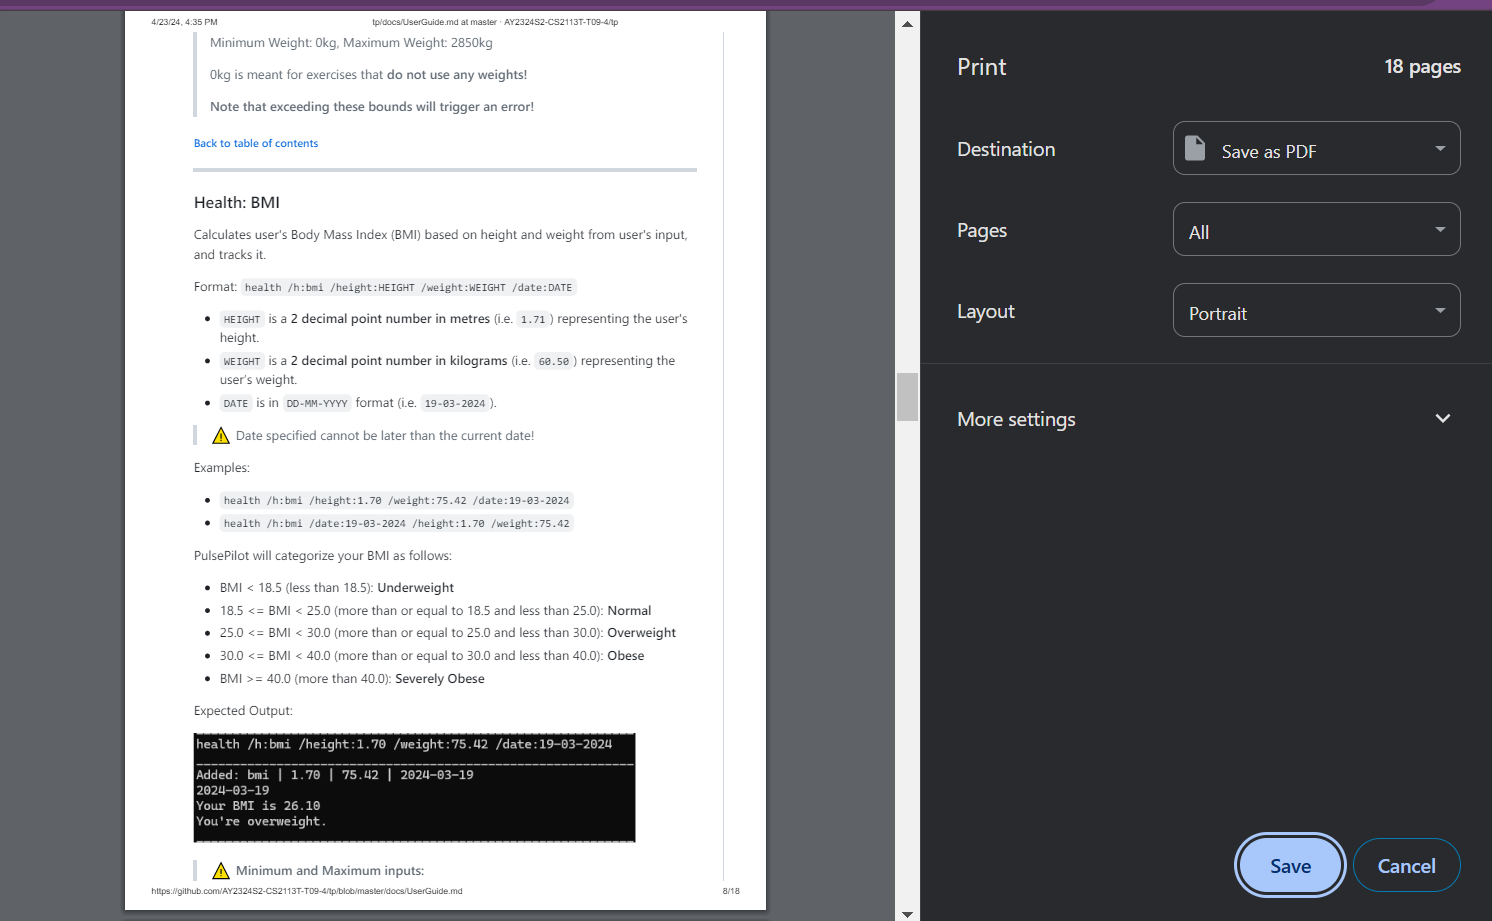 4/23/24, 4:35 PM tp/docs/UserGuide.md at master · AY2324S2-CS2113T-T09-4/tp
Minimum Weight: 0kg, Maximum Weight: 2850kg
0kg is meant for exercises that do not use any weights!
Note that exceeding these bounds will trigger an error!
Back to table of contents
Health: BMI
Calculates user's Body Mass Index (BMI) based on height and weight from user's input,
and tracks it.
Format: health /h:bmi /height:HEIGHT /weight:WEIGHT /date:DATE
• HEIGHT is a 2 decimal point number in metres (i.e. 1.71 ) representing the user's
height.
• WEIGHT is a 2 decimal point number in kilograms (i.e. 60.50 ) representing the
user's weight.
• DATE is in DD-MM-YYYY format (i.e. 19-03-2024 ).
Date specified cannot be later than the current date!
Examples:
• health /h:bmi /height:1.70 /weight:75.42 /date:19-03-2024
• health /h:bmi /date:19-03-2024 /height:1.70 /weight:75.42
PulsePilot will categorize your BMI as follows:
• BMI < 18.5 (less than 18.5): Underweight
• 18.5 <= BMI < 25.0 (more than or equal to 18.5 and less than 25.0): Normal
• 25.0 <= BMI < 30.0 (more than or equal to 25.0 and less than 30.0): Overweight
• 30.0 <= BMI < 40.0 (more than or equal to 30.0 and less than 40.0): Obese
• BMI >= 40.0 (more than 40.0): Severely Obese
Expected Output:
health /h:bmi /height:1.70 /weight:75.42 /date:19-03-2024
Added: bmi | 1.70 | 75.42 | 2024-03-19
2024-03-19
Your BMI is 26.10
You're overweight.
Minimum and Maximum inputs:
https://github.com/AY2324S2-CS2113T-T09-4/tp/blob/master/docs/UserGuide.md 8/18
Print 18 pages
Destination Save as PDF
Pages All
Layout Portrait
More settings
Save Cancel